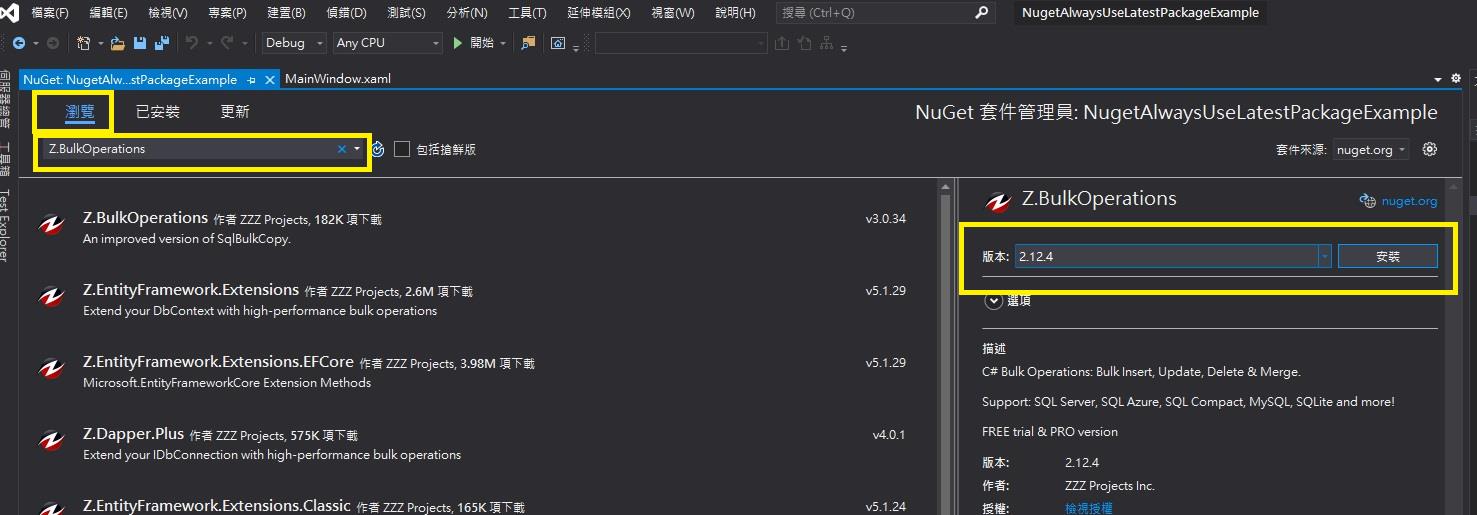 檔案(F) 編輯(E) 檢視(V) 專案(P) 建置(B) 偵錯(D) 測試(S) 分析(N) 工具(T) 延伸模組(X) 視窗(W) 說明(H) 搜尋 (Ctrl+Q) NugetAlwaysUseLatestPackageExample
Debug Any CPU 開始
NuGet: NugetAlw...stPackageExample MainWindow.xaml
伺服器總管
工具箱
Test Explorer
瀏覽 已安裝 更新 NuGet 套件管理員: NugetAlwaysUseLatestPackageExample
Z.BulkOperations 包括搶鮮版 套件來源: nuget.org
Z.BulkOperations 作者 ZZZ Projects, 182K 項下載 v3.0.34
An improved version of SqlBulkCopy.
Z.EntityFramework.Extensions 作者 ZZZ Projects, 2.6M 項下載 v5.1.29
Extend your DbContext with high-performance bulk operations
Z.EntityFramework.Extensions.EFCore 作者 ZZZ Projects, 3.98M 項下載 v5.1.29
Microsoft.EntityFrameworkCore Extension Methods
Z.Dapper.Plus 作者 ZZZ Projects, 575K 項下載 v4.0.1
Extend your IDbConnection with high-performance bulk operations
Z.EntityFramework.Extensions.Classic 作者 ZZZ Projects, 165K 項下載 v5.1.24
Z.BulkOperations nuget.org
版本: 2.12.4 安裝
選項
描述
C# Bulk Operations: Bulk Insert, Update, Delete & Merge.
Support: SQL Server, SQL Azure, SQL Compact, MySQL, SQLite and more!
FREE trial & PRO version
版本: 2.12.4
作者: ZZZ Projects Inc.
授權: 檢視授權